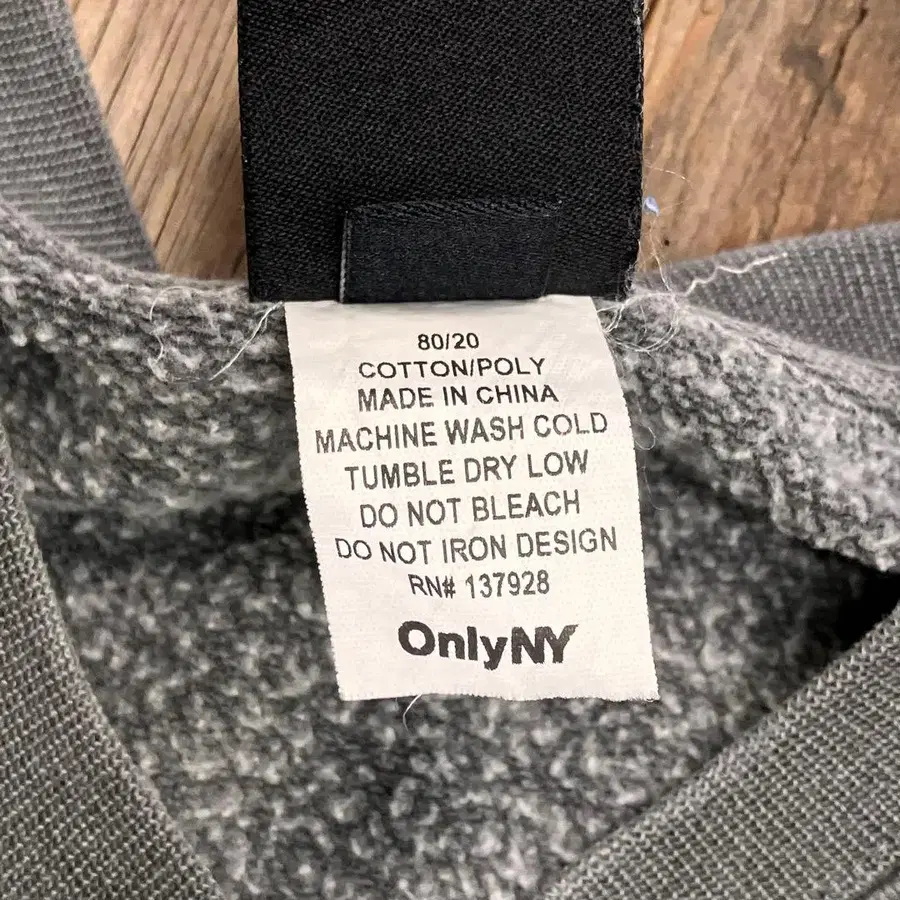 80/20
COTTON/POLY
MADE IN CHINA
MACHINE WASH COLD
TUMBLE DRY LOW
DO NOT BLEACH
DO NOT IRON DESIGN
RN# 137928
OnlyNY